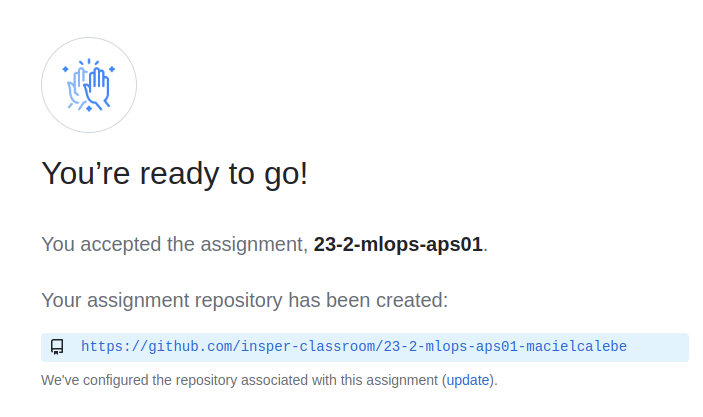 You’re ready to go!
You accepted the assignment, 23-2-mlops-aps01.
Your assignment repository has been created:
https://github.com/insper-classroom/23-2-mlops-aps01-macielcalebe
We've configured the repository associated with this assignment (update).